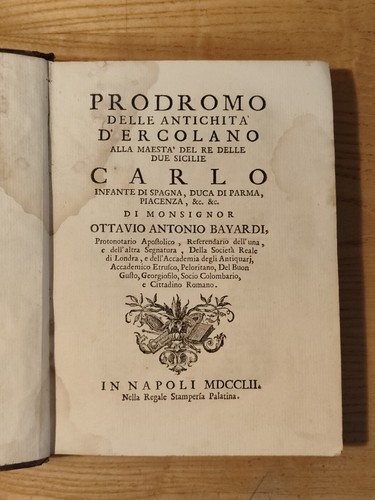 PRODROMO
DELLE ANTICHITA'
D'ERCOLANO
ALLA MAESTA' DEL RE DELLE
DUE SICILIE
CARLO
INFANTE DI SPAGNA, DUCA DI PARMA,
PIACENZA, &c. &c.
DI MONSIGNOR
OTTAVIO ANTONIO BAYARDI,
Protonotario Apostolico, Referendario dell'una,
e dell'altra Segnatura, Della Società Reale
di Londra, e dell'Accademia degli Antiquarj,
Accademico Etrusco, Peloritano, Del Buon
Gusto, Georgiofilo, Socio Colombario,
e Cittadino Romano.
IN NAPOLI MDCCLII.
Nella Regale Stamperia Palatina.